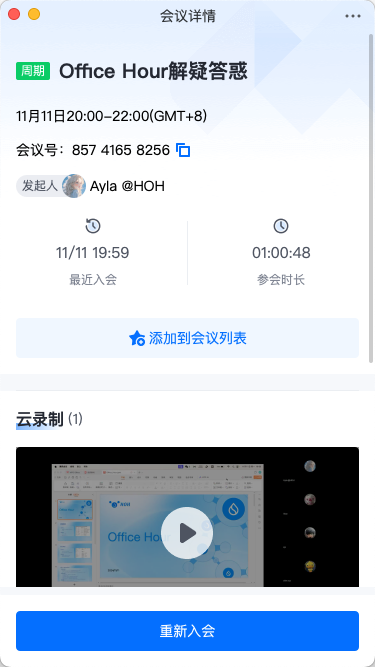 会议详情
周期 Office Hour解疑答惑
11月11日20:00-22:00(GMT+8)
会议号：857 4165 8256
发起人 Ayla @HOH
11/11 19:59
最近入会
01:00:48
参会时长
添加到会议列表
云录制 (1)
Office Hour
重新入会